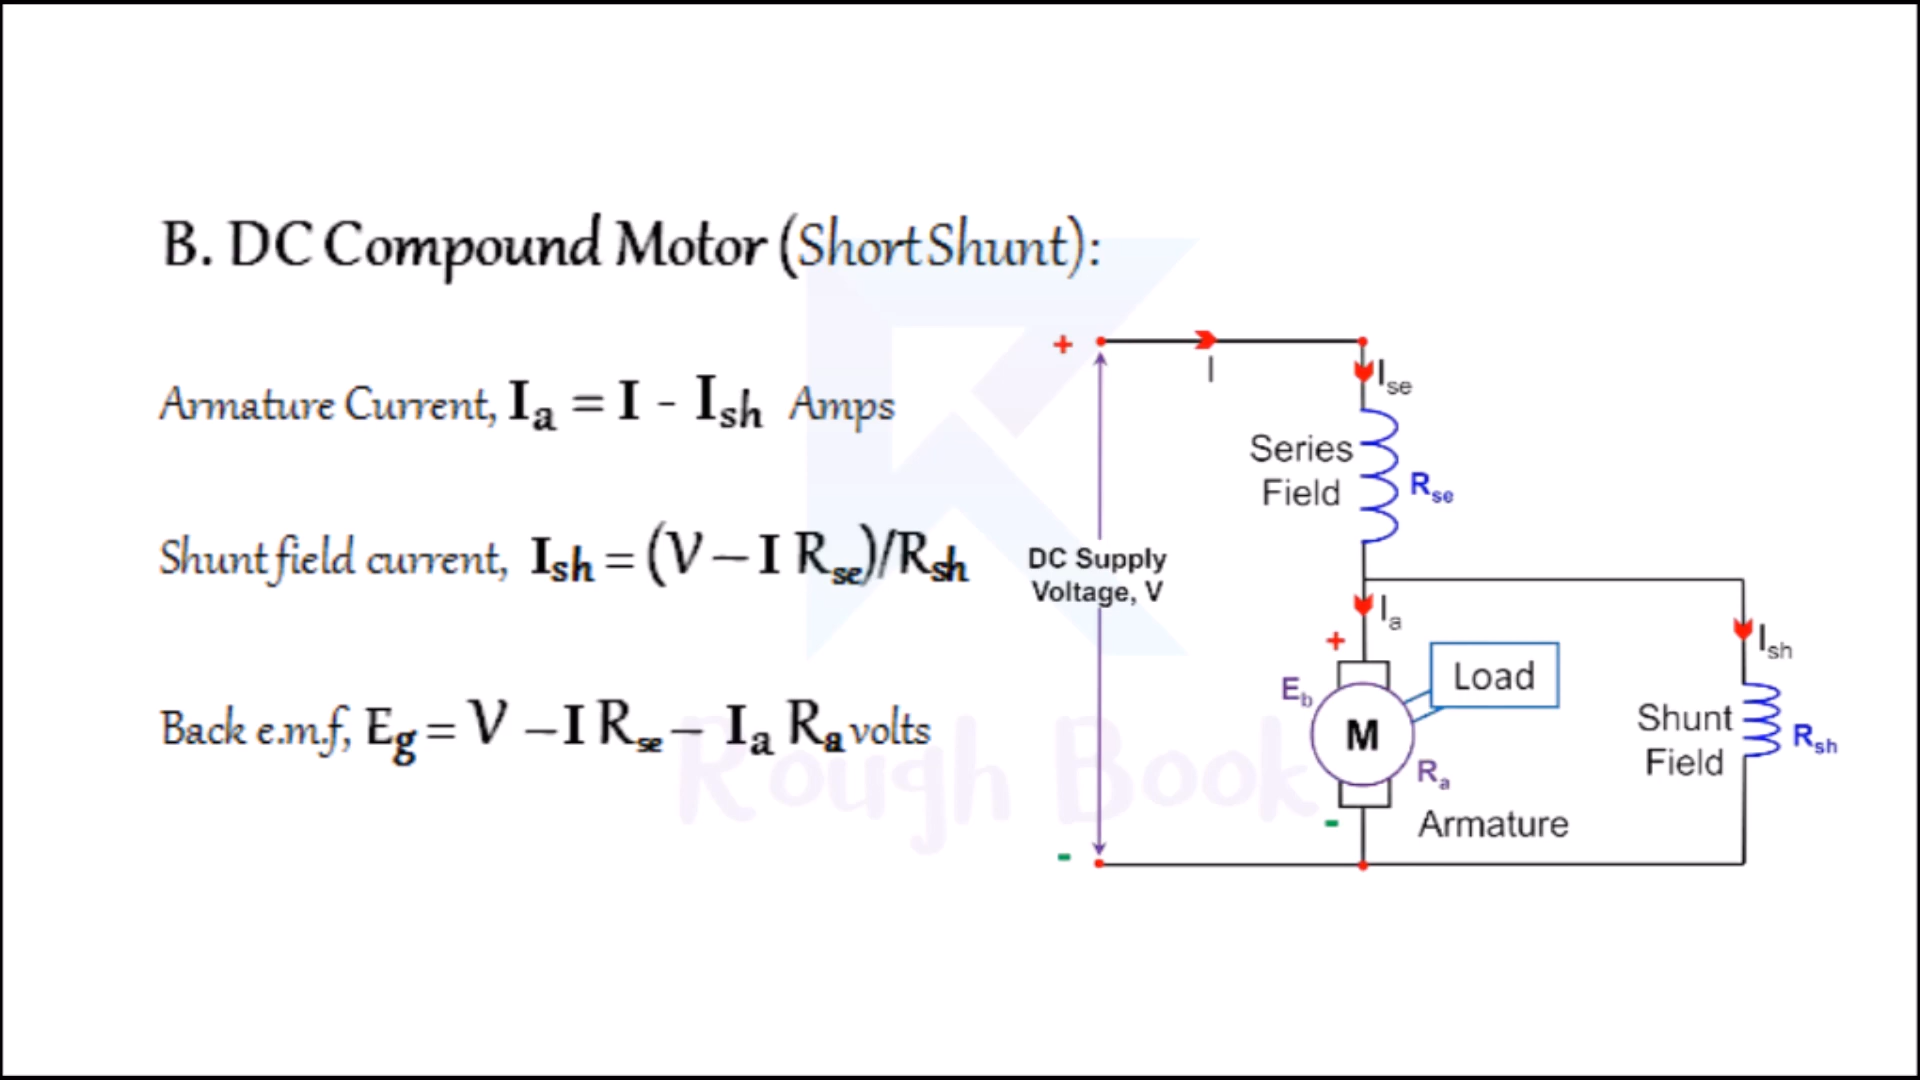 B. DC Compound Motor (Short Shunt):
Armature Current, Iₐ = I - Iₛₕ Amps
Shunt field current, Iₛₕ = (V – I Rₛₑ)/Rₛₕ
Back e.m.f, E_g = V – I Rₛₑ – Iₐ Rₐ volts
+
I
Iₛₑ
Series
Field
Rₛₑ
DC Supply
Voltage, V
Iₐ
+
Iₛₕ
E_b
Load
M
Shunt
Field
Rₛₕ
Rₐ
-
Armature
-
Rough Book